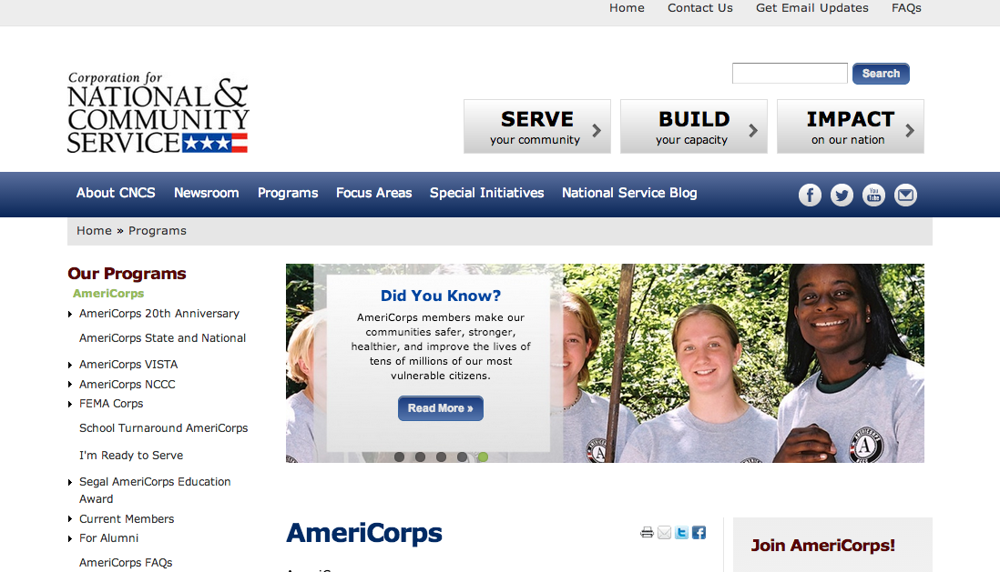 Home Contact Us Get Email Updates FAQs
Corporation for
NATIONAL &
COMMUNITY
SERVICE
Search
SERVE
your community
BUILD
your capacity
IMPACT
on our nation
About CNCS Newsroom Programs Focus Areas Special Initiatives National Service Blog
You
Tube
Home » Programs
Our Programs
AmeriCorps
AmeriCorps 20th Anniversary
AmeriCorps State and National
AmeriCorps VISTA
AmeriCorps NCCC
FEMA Corps
School Turnaround AmeriCorps
I'm Ready to Serve
Segal AmeriCorps Education
Award
Current Members
For Alumni
AmeriCorps FAQs
Did You Know?
AmeriCorps members make our
communities safer, stronger,
healthier, and improve the lives of
tens of millions of our most
vulnerable citizens.
Read More »
A
A
AmeriCorps
Join AmeriCorps!